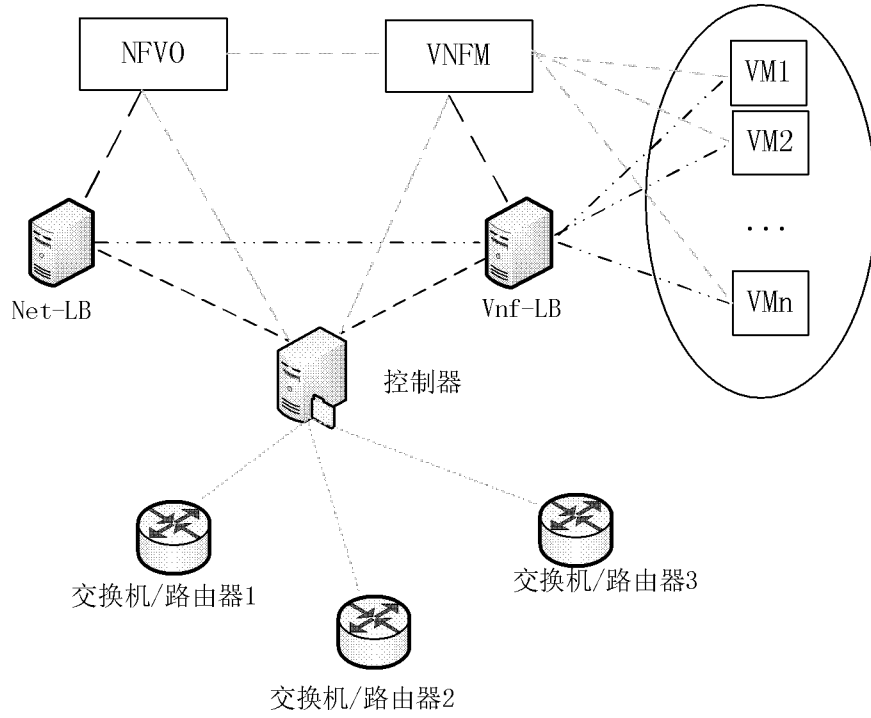 NFVO
VNFM
VM1
VM2
...
VMn
Net-LB
Vnf-LB
控制器
交换机/路由器1
交换机/路由器3
交换机/路由器2